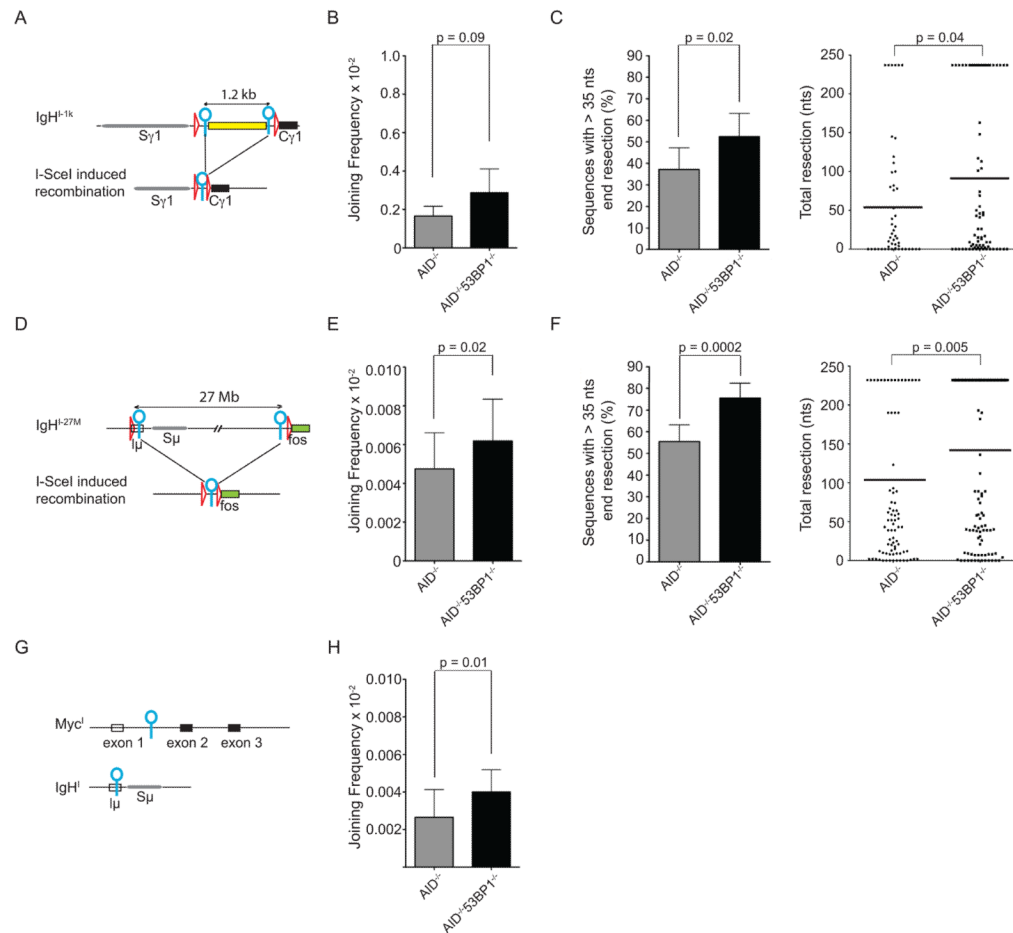 A
IgH^I-1k
1.2 kb
Sγ1
Cγ1
I-SceI induced
recombination
Sγ1
Cγ1
B
p = 0.09
Joining Frequency x 10⁻²
1.0
0.8
0.6
0.4
0.2
0
AID⁻/⁻
AID⁻/⁻53BP1⁻/⁻
C
p = 0.02
Sequences with > 35 nts
end resection (%)
90
80
70
60
50
40
30
20
10
0
AID⁻/⁻
AID⁻/⁻53BP1⁻/⁻
p = 0.04
Total resection (nts)
250
200
150
100
50
0
AID⁻/⁻
AID⁻/⁻53BP1⁻/⁻
D
27 Mb
IgH^I-27M
Iμ
Sμ
fos
I-SceI induced
recombination
fos
E
p = 0.02
Joining Frequency x 10⁻²
0.010
0.008
0.006
0.004
0.002
0
AID⁻/⁻
AID⁻/⁻53BP1⁻/⁻
F
p = 0.0002
Sequences with > 35 nts
end resection (%)
90
80
70
60
50
40
30
20
10
0
AID⁻/⁻
AID⁻/⁻53BP1⁻/⁻
p = 0.005
Total resection (nts)
250
200
150
100
50
0
AID⁻/⁻
AID⁻/⁻53BP1⁻/⁻
G
Myc^I
exon 1
exon 2
exon 3
IgH^I
Iμ
Sμ
H
p = 0.01
Joining Frequency x 10⁻²
0.010
0.008
0.006
0.004
0.002
AID⁻/⁻
AID⁻/⁻53BP1⁻/⁻